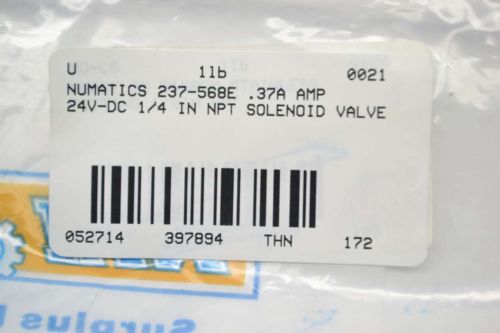 U 1lb 0021
NUMATICS 237-568E .37A AMP
24V-DC 1/4 IN NPT SOLENOID VALVE
052714 397894 THN 172
Surplus